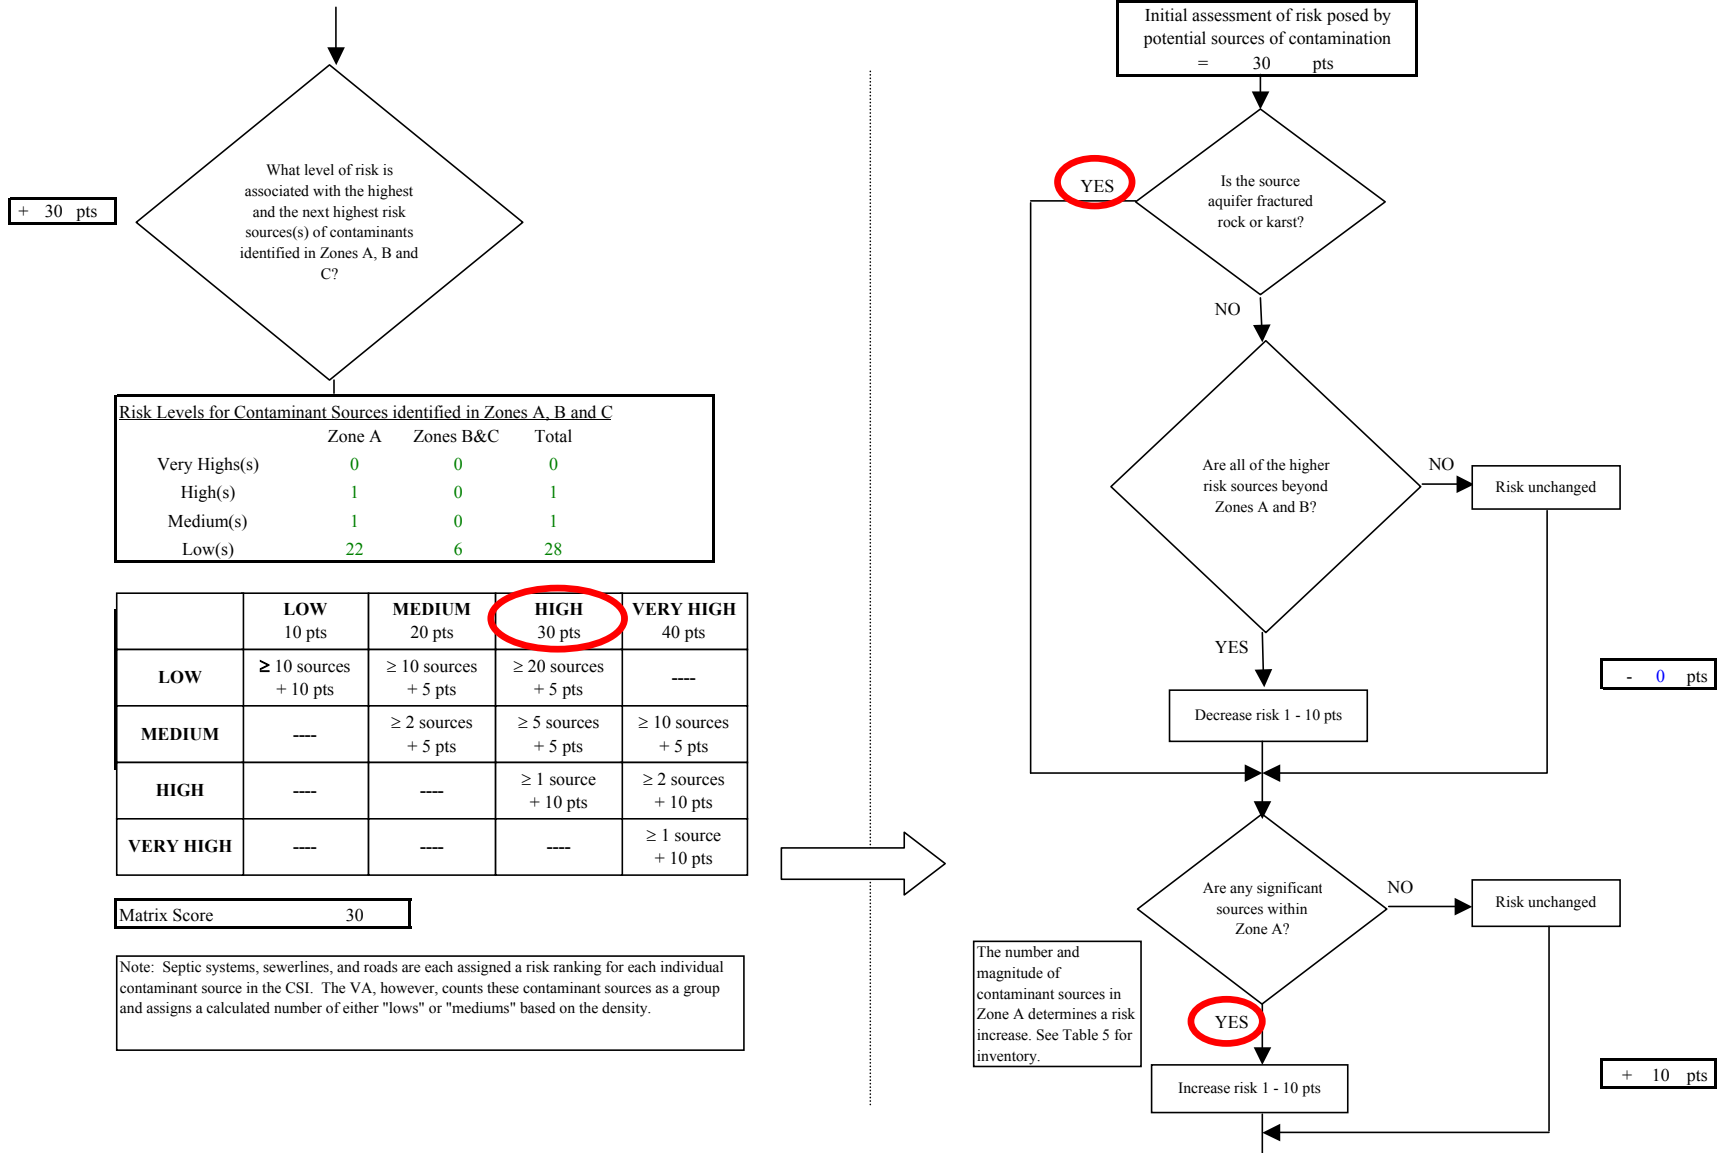 What level of risk is
associated with the highest
and the next highest risk
sources(s) of contaminants
identified in Zones A, B and
C?
+ 30 pts
Risk Levels for Contaminant Sources identified in Zones A, B and C
Zone A Zones B&C Total
Very Highs(s) 0 0 0
High(s) 1 0 1
Medium(s) 1 0 1
Low(s) 22 6 28
LOW MEDIUM HIGH VERY HIGH
10 pts 20 pts 30 pts 40 pts
LOW ≥ 10 sources + 10 pts ≥ 10 sources + 5 pts ≥ 20 sources + 5 pts ----
MEDIUM ---- ≥ 2 sources + 5 pts ≥ 5 sources + 5 pts ≥ 10 sources + 5 pts
HIGH ---- ---- ≥ 1 source + 10 pts ≥ 2 sources + 10 pts
VERY HIGH ---- ---- ---- ≥ 1 source + 10 pts
Matrix Score 30
Note: Septic systems, sewerlines, and roads are each assigned a risk ranking for each individual
contaminant source in the CSI. The VA, however, counts these contaminant sources as a group
and assigns a calculated number of either "lows" or "mediums" based on the density.
Initial assessment of risk posed by
potential sources of contamination
= 30 pts
YES
Is the source
aquifer fractured
rock or karst?
NO
Are all of the higher
risk sources beyond
Zones A and B?
NO
Risk unchanged
YES
Decrease risk 1 - 10 pts
- 0 pts
Are any significant
sources within
Zone A?
NO
Risk unchanged
The number and
magnitude of
contaminant sources in
Zone A determines a risk
increase. See Table 5 for
inventory.
YES
Increase risk 1 - 10 pts
+ 10 pts